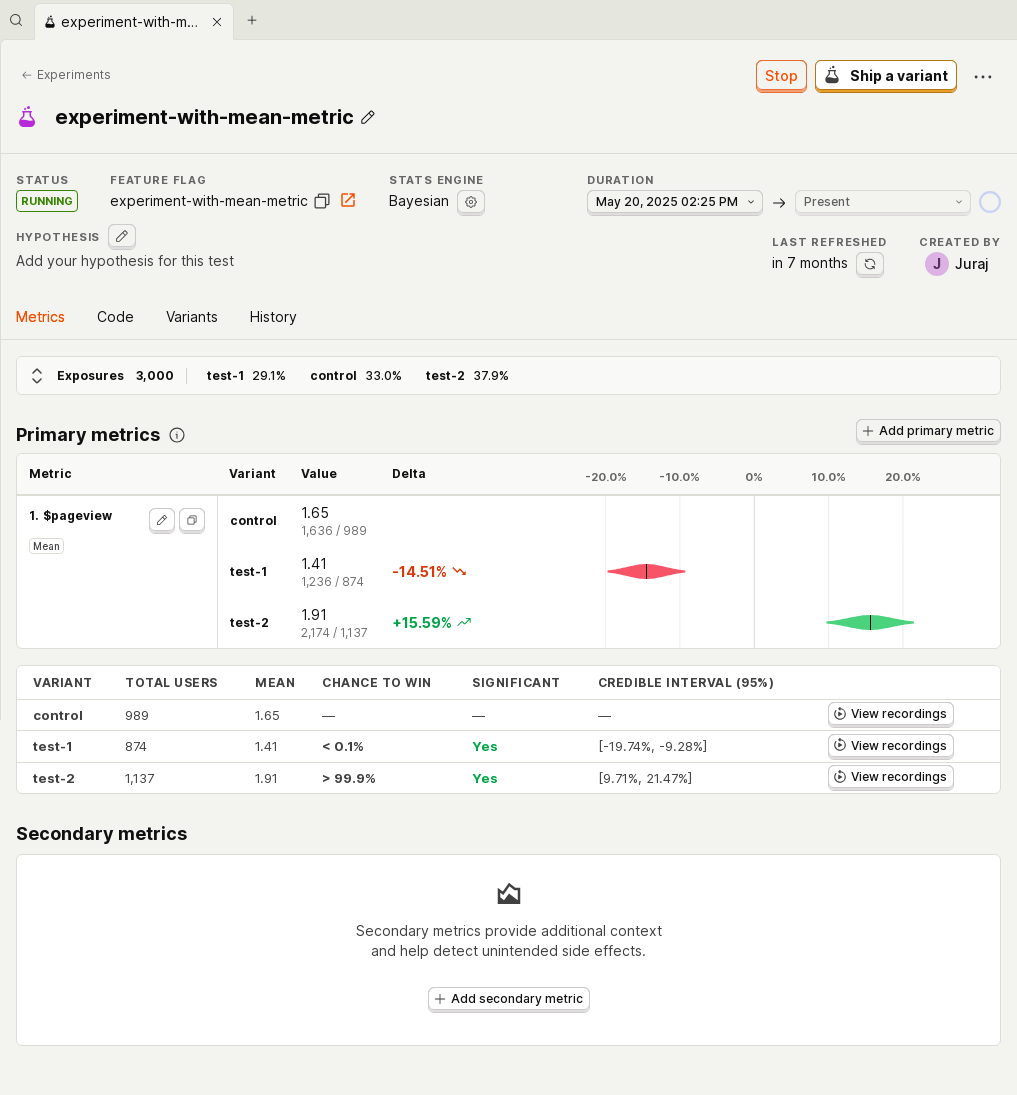 experiment-with-m...
Experiments
Stop
Ship a variant
experiment-with-mean-metric
STATUS
FEATURE FLAG
STATS ENGINE
DURATION
RUNNING
experiment-with-mean-metric
Bayesian
May 20, 2025 02:25 PM
Present
HYPOTHESIS
Add your hypothesis for this test
LAST REFRESHED
CREATED BY
in 7 months
J Juraj
Metrics Code Variants History
Exposures 3,000 test-1 29.1% control 33.0% test-2 37.9%
Primary metrics
Add primary metric
Metric Variant Value Delta -20.0% -10.0% 0% 10.0% 20.0%
1. $pageview
Mean
control 1.65
1,636 / 989
test-1 1.41 -14.51%
1,236 / 874
test-2 1.91 +15.59%
2,174 / 1,137
VARIANT TOTAL USERS MEAN CHANCE TO WIN SIGNIFICANT CREDIBLE INTERVAL (95%)
control 989 1.65 — — — View recordings
test-1 874 1.41 < 0.1% Yes [-19.74%, -9.28%] View recordings
test-2 1,137 1.91 > 99.9% Yes [9.71%, 21.47%] View recordings
Secondary metrics
Secondary metrics provide additional context
and help detect unintended side effects.
Add secondary metric